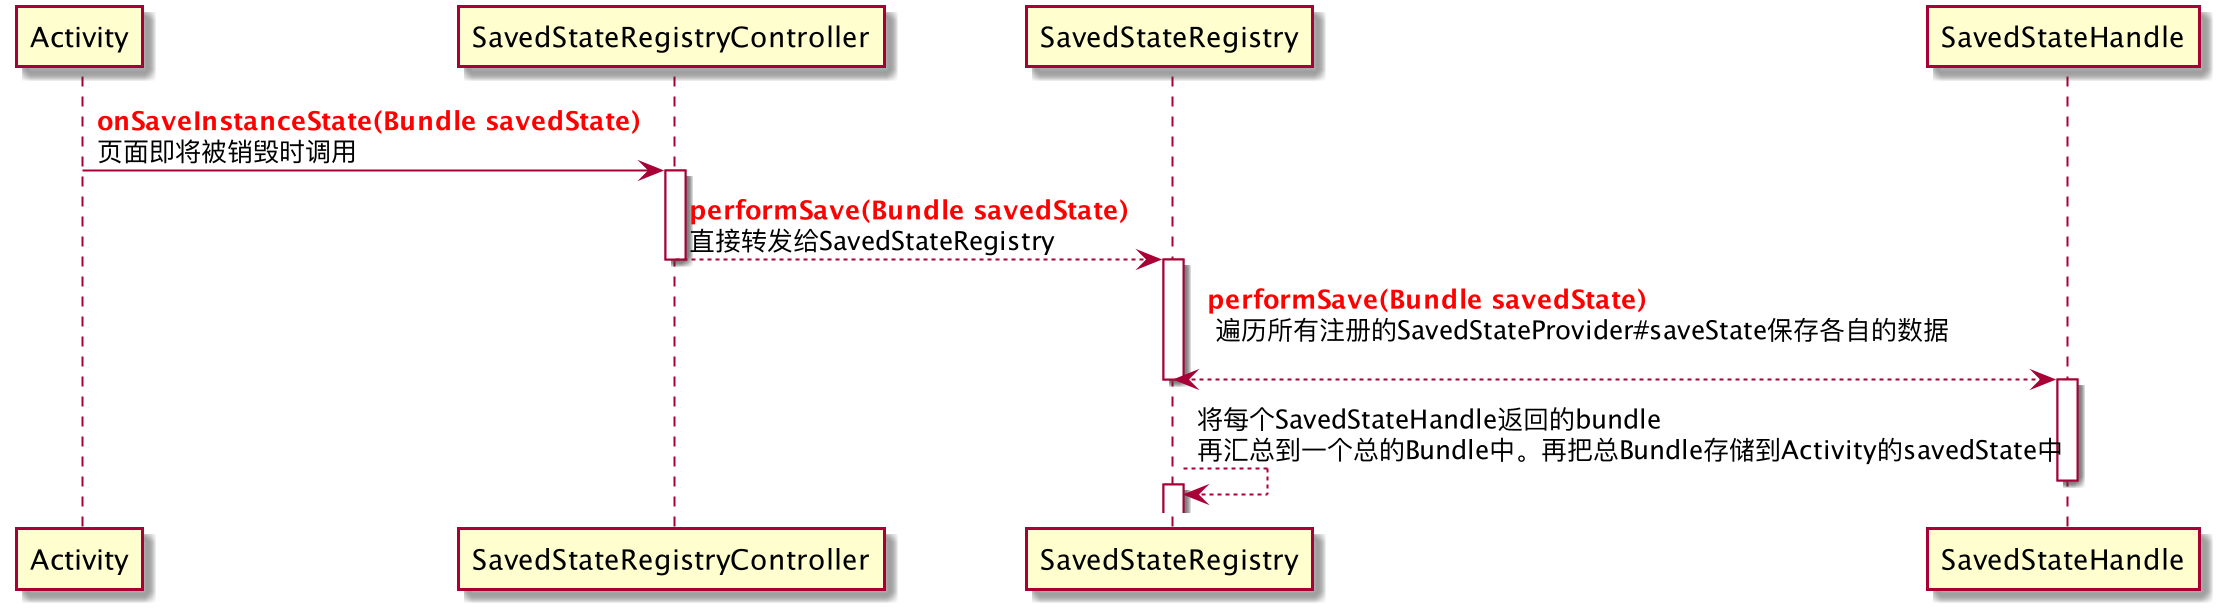 Activity
SavedStateRegistryController
SavedStateRegistry
SavedStateHandle
onSaveInstanceState(Bundle savedState)
页面即将被销毁时调用
performSave(Bundle savedState)
直接转发给SavedStateRegistry
performSave(Bundle savedState)
遍历所有注册的SavedStateProvider#saveState保存各自的数据
将每个SavedStateHandle返回的bundle
再汇总到一个总的Bundle中。再把总Bundle存储到Activity的savedState中
Activity
SavedStateRegistryController
SavedStateRegistry
SavedStateHandle